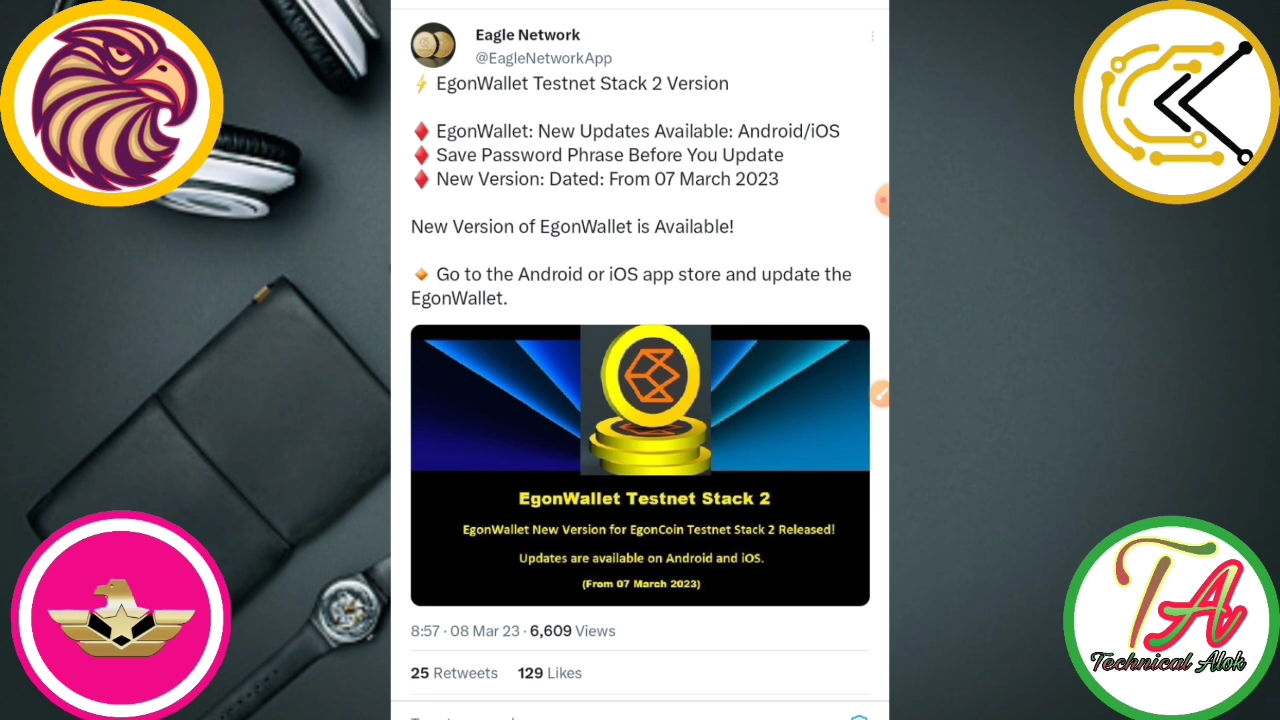 Eagle Network
@EagleNetworkApp
⚡ EgonWallet Testnet Stack 2 Version
♦️ EgonWallet: New Updates Available: Android/iOS
♦️ Save Password Phrase Before You Update
♦️ New Version: Dated: From 07 March 2023
New Version of EgonWallet is Available!
🔸 Go to the Android or iOS app store and update the
EgonWallet.
EgonWallet Testnet Stack 2
EgonWallet New Version for EgonCoin Testnet Stack 2 Released!
Updates are available on Android and iOS.
(From 07 March 2023)
8:57 · 08 Mar 23 · 6,609 Views
25 Retweets 129 Likes
TA
Technical Alok